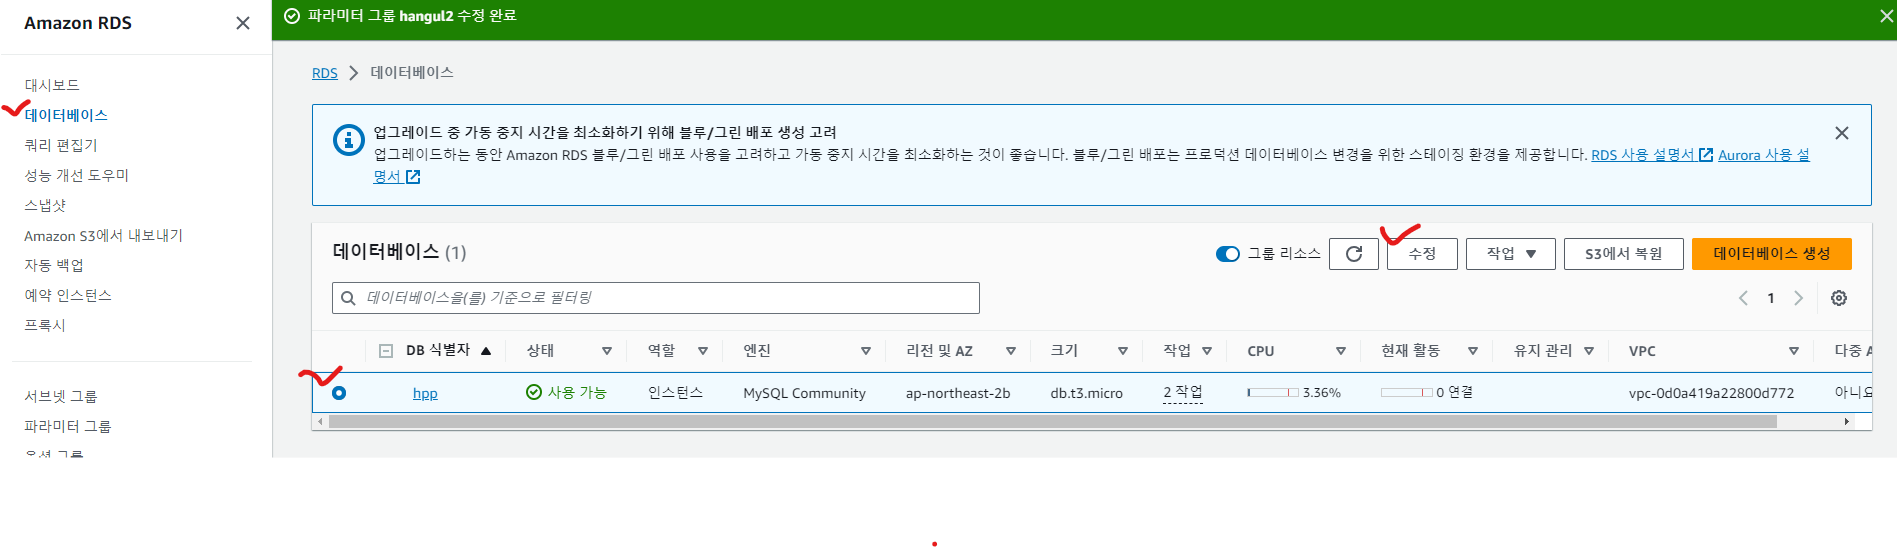 Amazon RDS
파라미터 그룹 hangul2 수정 완료
대시보드
데이터베이스
쿼리 편집기
성능 개선 도우미
스냅샷
Amazon S3에서 내보내기
자동 백업
예약 인스턴스
프록시
서브넷 그룹
파라미터 그룹
옵션 그룹
RDS > 데이터베이스
업그레이드 중 가동 중지 시간을 최소화하기 위해 블루/그린 배포 생성 고려
업그레이드하는 동안 Amazon RDS 블루/그린 배포 사용을 고려하고 가동 중지 시간을 최소화하는 것이 좋습니다. 블루/그린 배포는 프로덕션 데이터베이스 변경을 위한 스테이징 환경을 제공합니다. RDS 사용 설명서 Aurora 사용 설
명서
데이터베이스 (1)
그룹 리소스
수정
작업
S3에서 복원
데이터베이스 생성
데이터베이스을(를) 기준으로 필터링
1
DB 식별자 상태 역할 엔진 리전 및 AZ 크기 작업 CPU 현재 활동 유지 관리 VPC 다중 A
hpp 사용 가능 인스턴스 MySQL Community ap-northeast-2b db.t3.micro 2 작업 3.36% 0 연결 vpc-0d0a419a22800d772 아니요